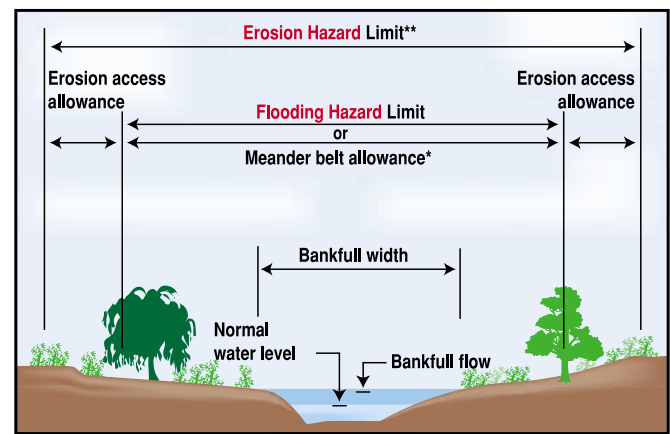 Erosion Hazard Limit**
Erosion access
allowance
Erosion access
allowance
Flooding Hazard Limit
or
Meander belt allowance*
Bankfull width
Normal
water level
Bankfull flow